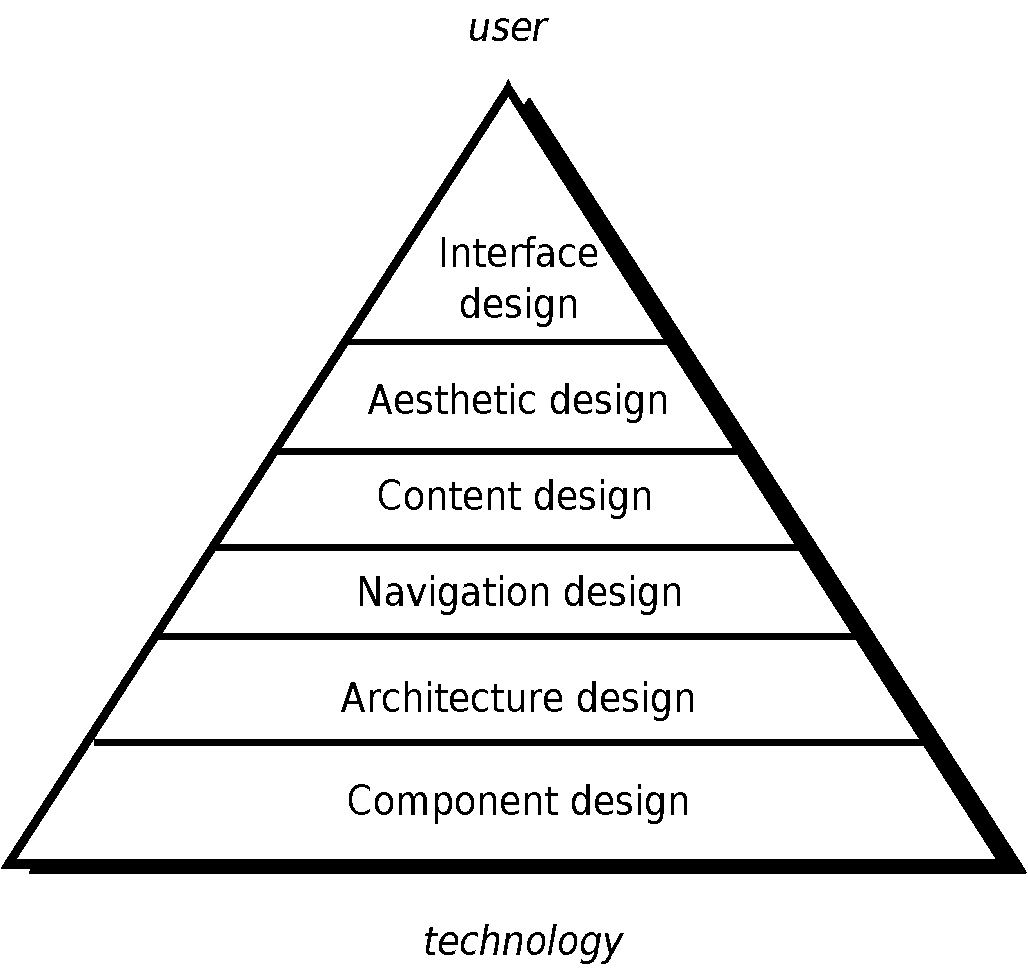 user
Interface
design
Aesthetic design
Content design
Navigation design
Architecture design
Component design
technology